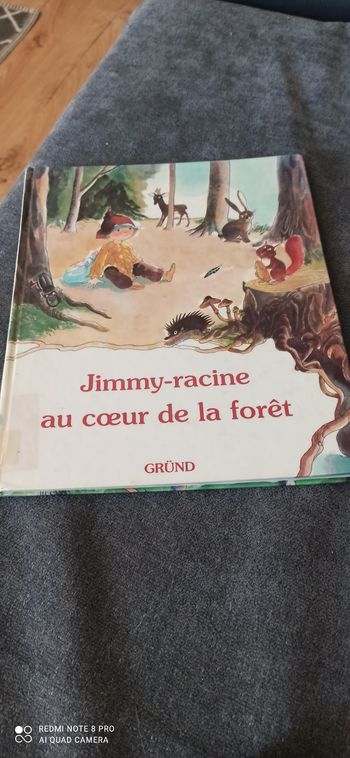 Jimmy-racine
au cœur de la forêt
GRÜND
REDMI NOTE 8 PRO
AI QUAD CAMERA